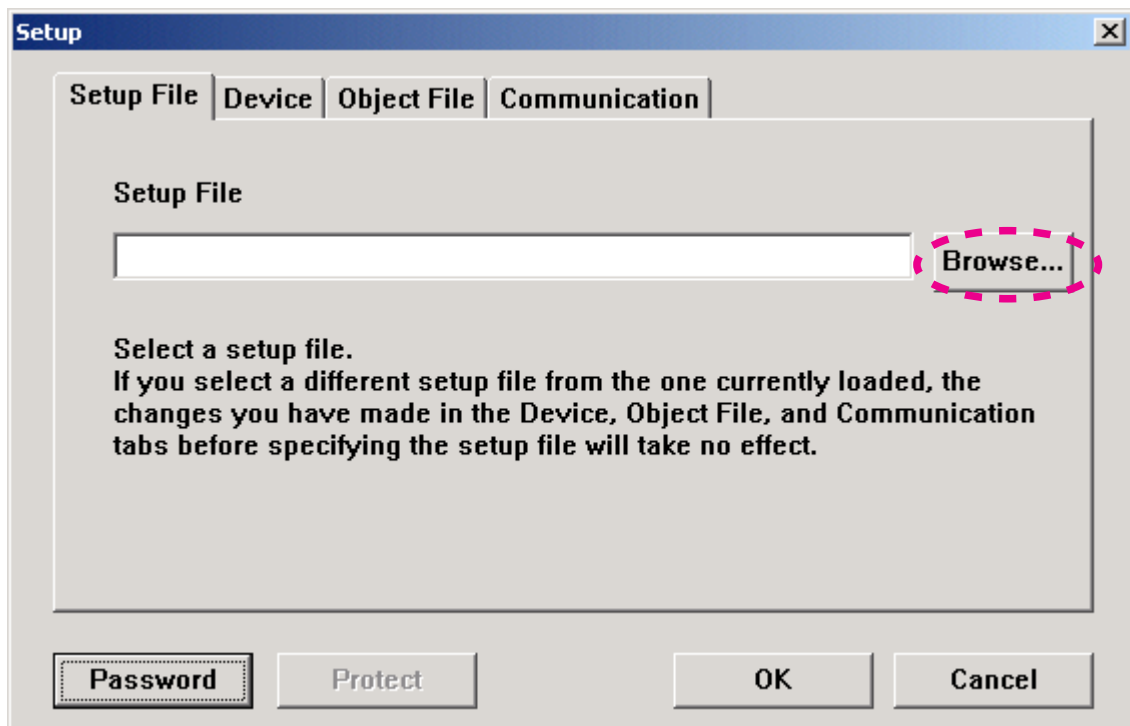 Setup
Setup File Device Object File Communication
Setup File
Browse...
Select a setup file.
If you select a different setup file from the one currently loaded, the
changes you have made in the Device, Object File, and Communication
tabs before specifying the setup file will take no effect.
Password Protect OK Cancel